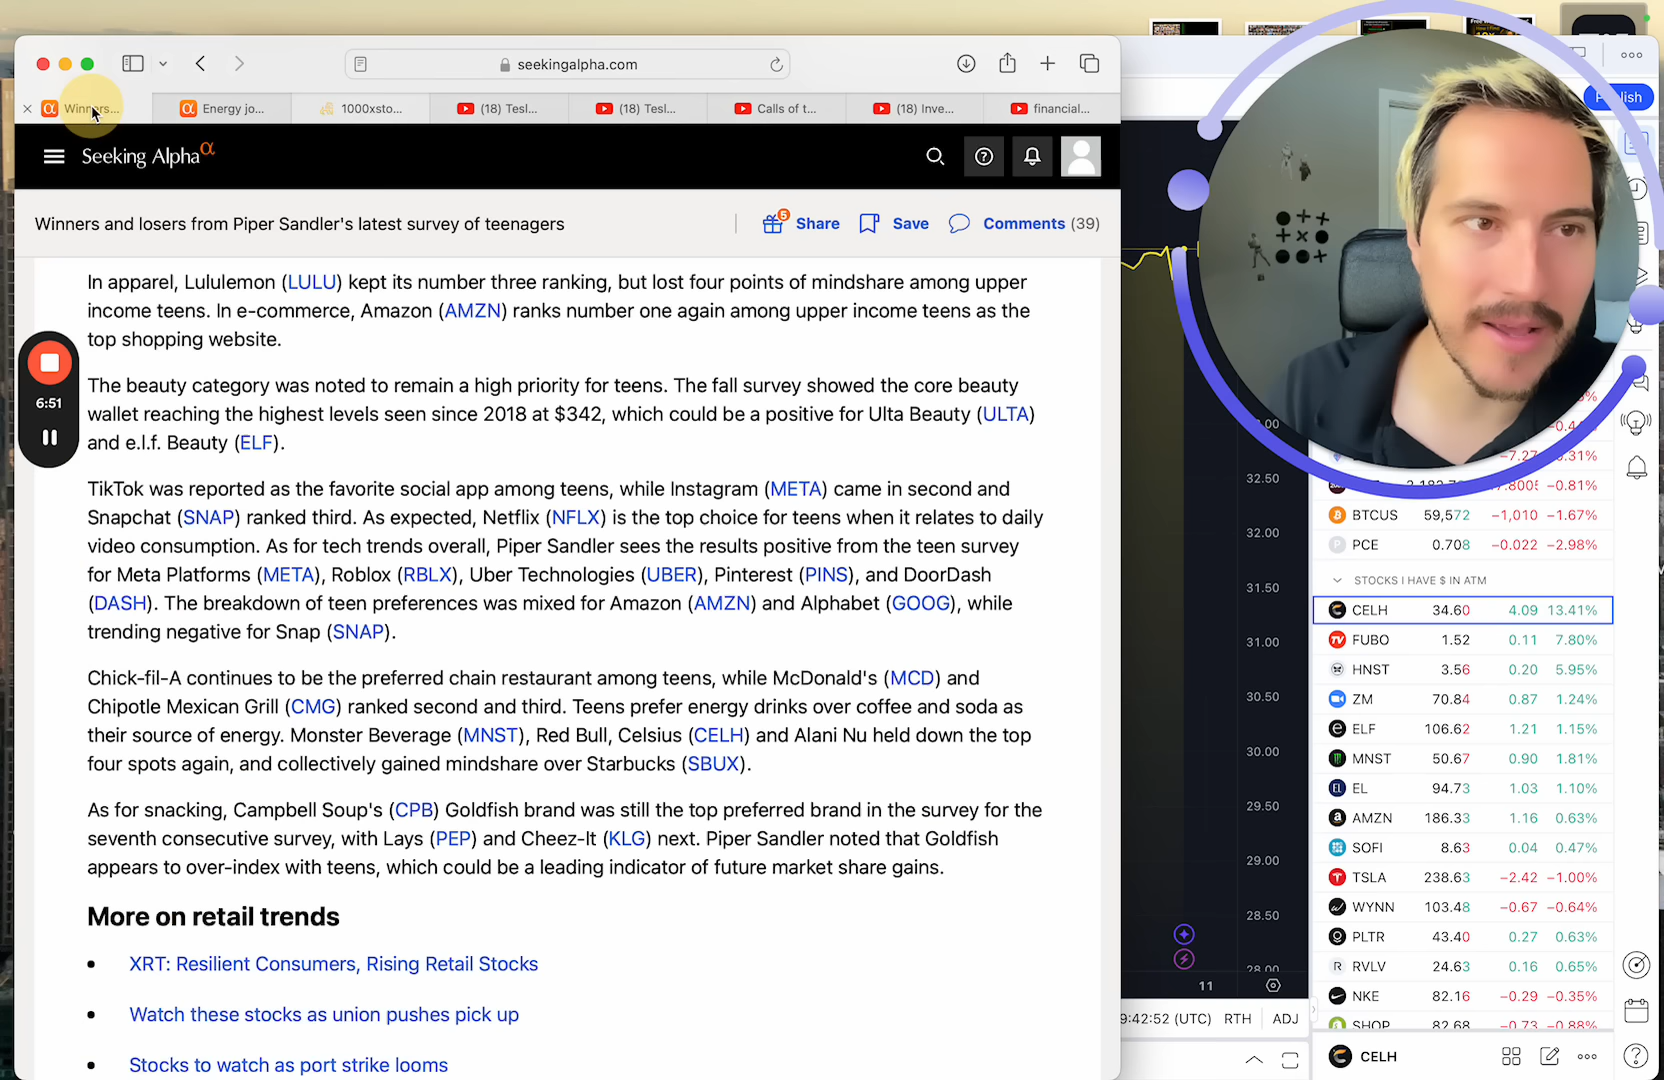 seekingalpha.com
Winners...
Energy jo...
1000xsto...
(18) Tesl...
(18) Tesl...
Calls of t...
(18) Inve...
financial...
Seeking Alphaα
Winners and losers from Piper Sandler's latest survey of teenagers
5
Share
Save
Comments (39)
In apparel, Lululemon (LULU) kept its number three ranking, but lost four points of mindshare among upper
income teens. In e-commerce, Amazon (AMZN) ranks number one again among upper income teens as the
top shopping website.
The beauty category was noted to remain a high priority for teens. The fall survey showed the core beauty
wallet reaching the highest levels seen since 2018 at $342, which could be a positive for Ulta Beauty (ULTA)
and e.l.f. Beauty (ELF).
TikTok was reported as the favorite social app among teens, while Instagram (META) came in second and
Snapchat (SNAP) ranked third. As expected, Netflix (NFLX) is the top choice for teens when it relates to daily
video consumption. As for tech trends overall, Piper Sandler sees the results positive from the teen survey
for Meta Platforms (META), Roblox (RBLX), Uber Technologies (UBER), Pinterest (PINS), and DoorDash
(DASH). The breakdown of teen preferences was mixed for Amazon (AMZN) and Alphabet (GOOG), while
trending negative for Snap (SNAP).
Chick-fil-A continues to be the preferred chain restaurant among teens, while McDonald's (MCD) and
Chipotle Mexican Grill (CMG) ranked second and third. Teens prefer energy drinks over coffee and soda as
their source of energy. Monster Beverage (MNST), Red Bull, Celsius (CELH) and Alani Nu held down the top
four spots again, and collectively gained mindshare over Starbucks (SBUX).
As for snacking, Campbell Soup's (CPB) Goldfish brand was still the top preferred brand in the survey for the
seventh consecutive survey, with Lays (PEP) and Cheez-It (KLG) next. Piper Sandler noted that Goldfish
appears to over-index with teens, which could be a leading indicator of future market share gains.
More on retail trends
• XRT: Resilient Consumers, Rising Retail Stocks
• Watch these stocks as union pushes pick up
• Stocks to watch as port strike looms
6:51
32.50
32.00
31.50
31.00
30.50
30.00
29.50
29.00
28.50
28.00
11
9:42:52 (UTC) RTH ADJ
−0.81%
BTCUS 59,572 −1,010 −1.67%
PCE 0.708 −0.022 −2.98%
STOCKS I HAVE $ IN ATM
CELH 34.60 4.09 13.41%
FUBO 1.52 0.11 7.80%
HNST 3.56 0.20 5.95%
ZM 70.84 0.87 1.24%
ELF 106.62 1.21 1.15%
MNST 50.67 0.90 1.81%
EL 94.73 1.03 1.10%
AMZN 186.33 1.16 0.63%
SOFI 8.63 0.04 0.47%
TSLA 238.63 −2.42 −1.00%
WYNN 103.48 −0.67 −0.64%
PLTR 43.40 0.27 0.63%
RVLV 24.63 0.16 0.65%
NKE 82.16 −0.29 −0.35%
SHOP 82.68 −0.73 −0.88%
CELH